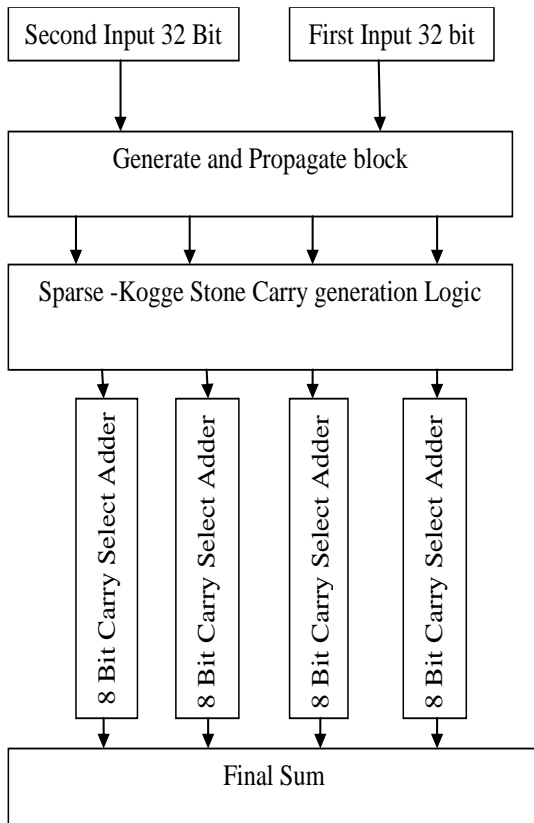 Second Input 32 Bit
First Input 32 bit
Generate and Propagate block
Sparse -Kogge Stone Carry generation Logic
8 Bit Carry Select Adder
8 Bit Carry Select Adder
8 Bit Carry Select Adder
8 Bit Carry Select Adder
Final Sum